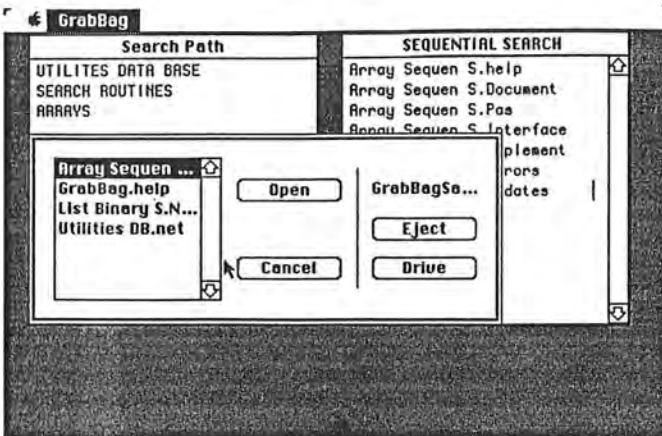 GrabBag
Search Path
UTILITES DATA BASE
SEARCH ROUTINES
ARRAYS
SEQUENTIAL SEARCH
Array Sequen S.help
Array Sequen S.Document
Array Sequen S.Pas
Array Sequen S.Interface
plement
rors
dates
Array Sequen ...
GrabBag.help
List Binary S.N...
Utilities DB.net
Open
Cancel
GrabBagSa...
Eject
Drive